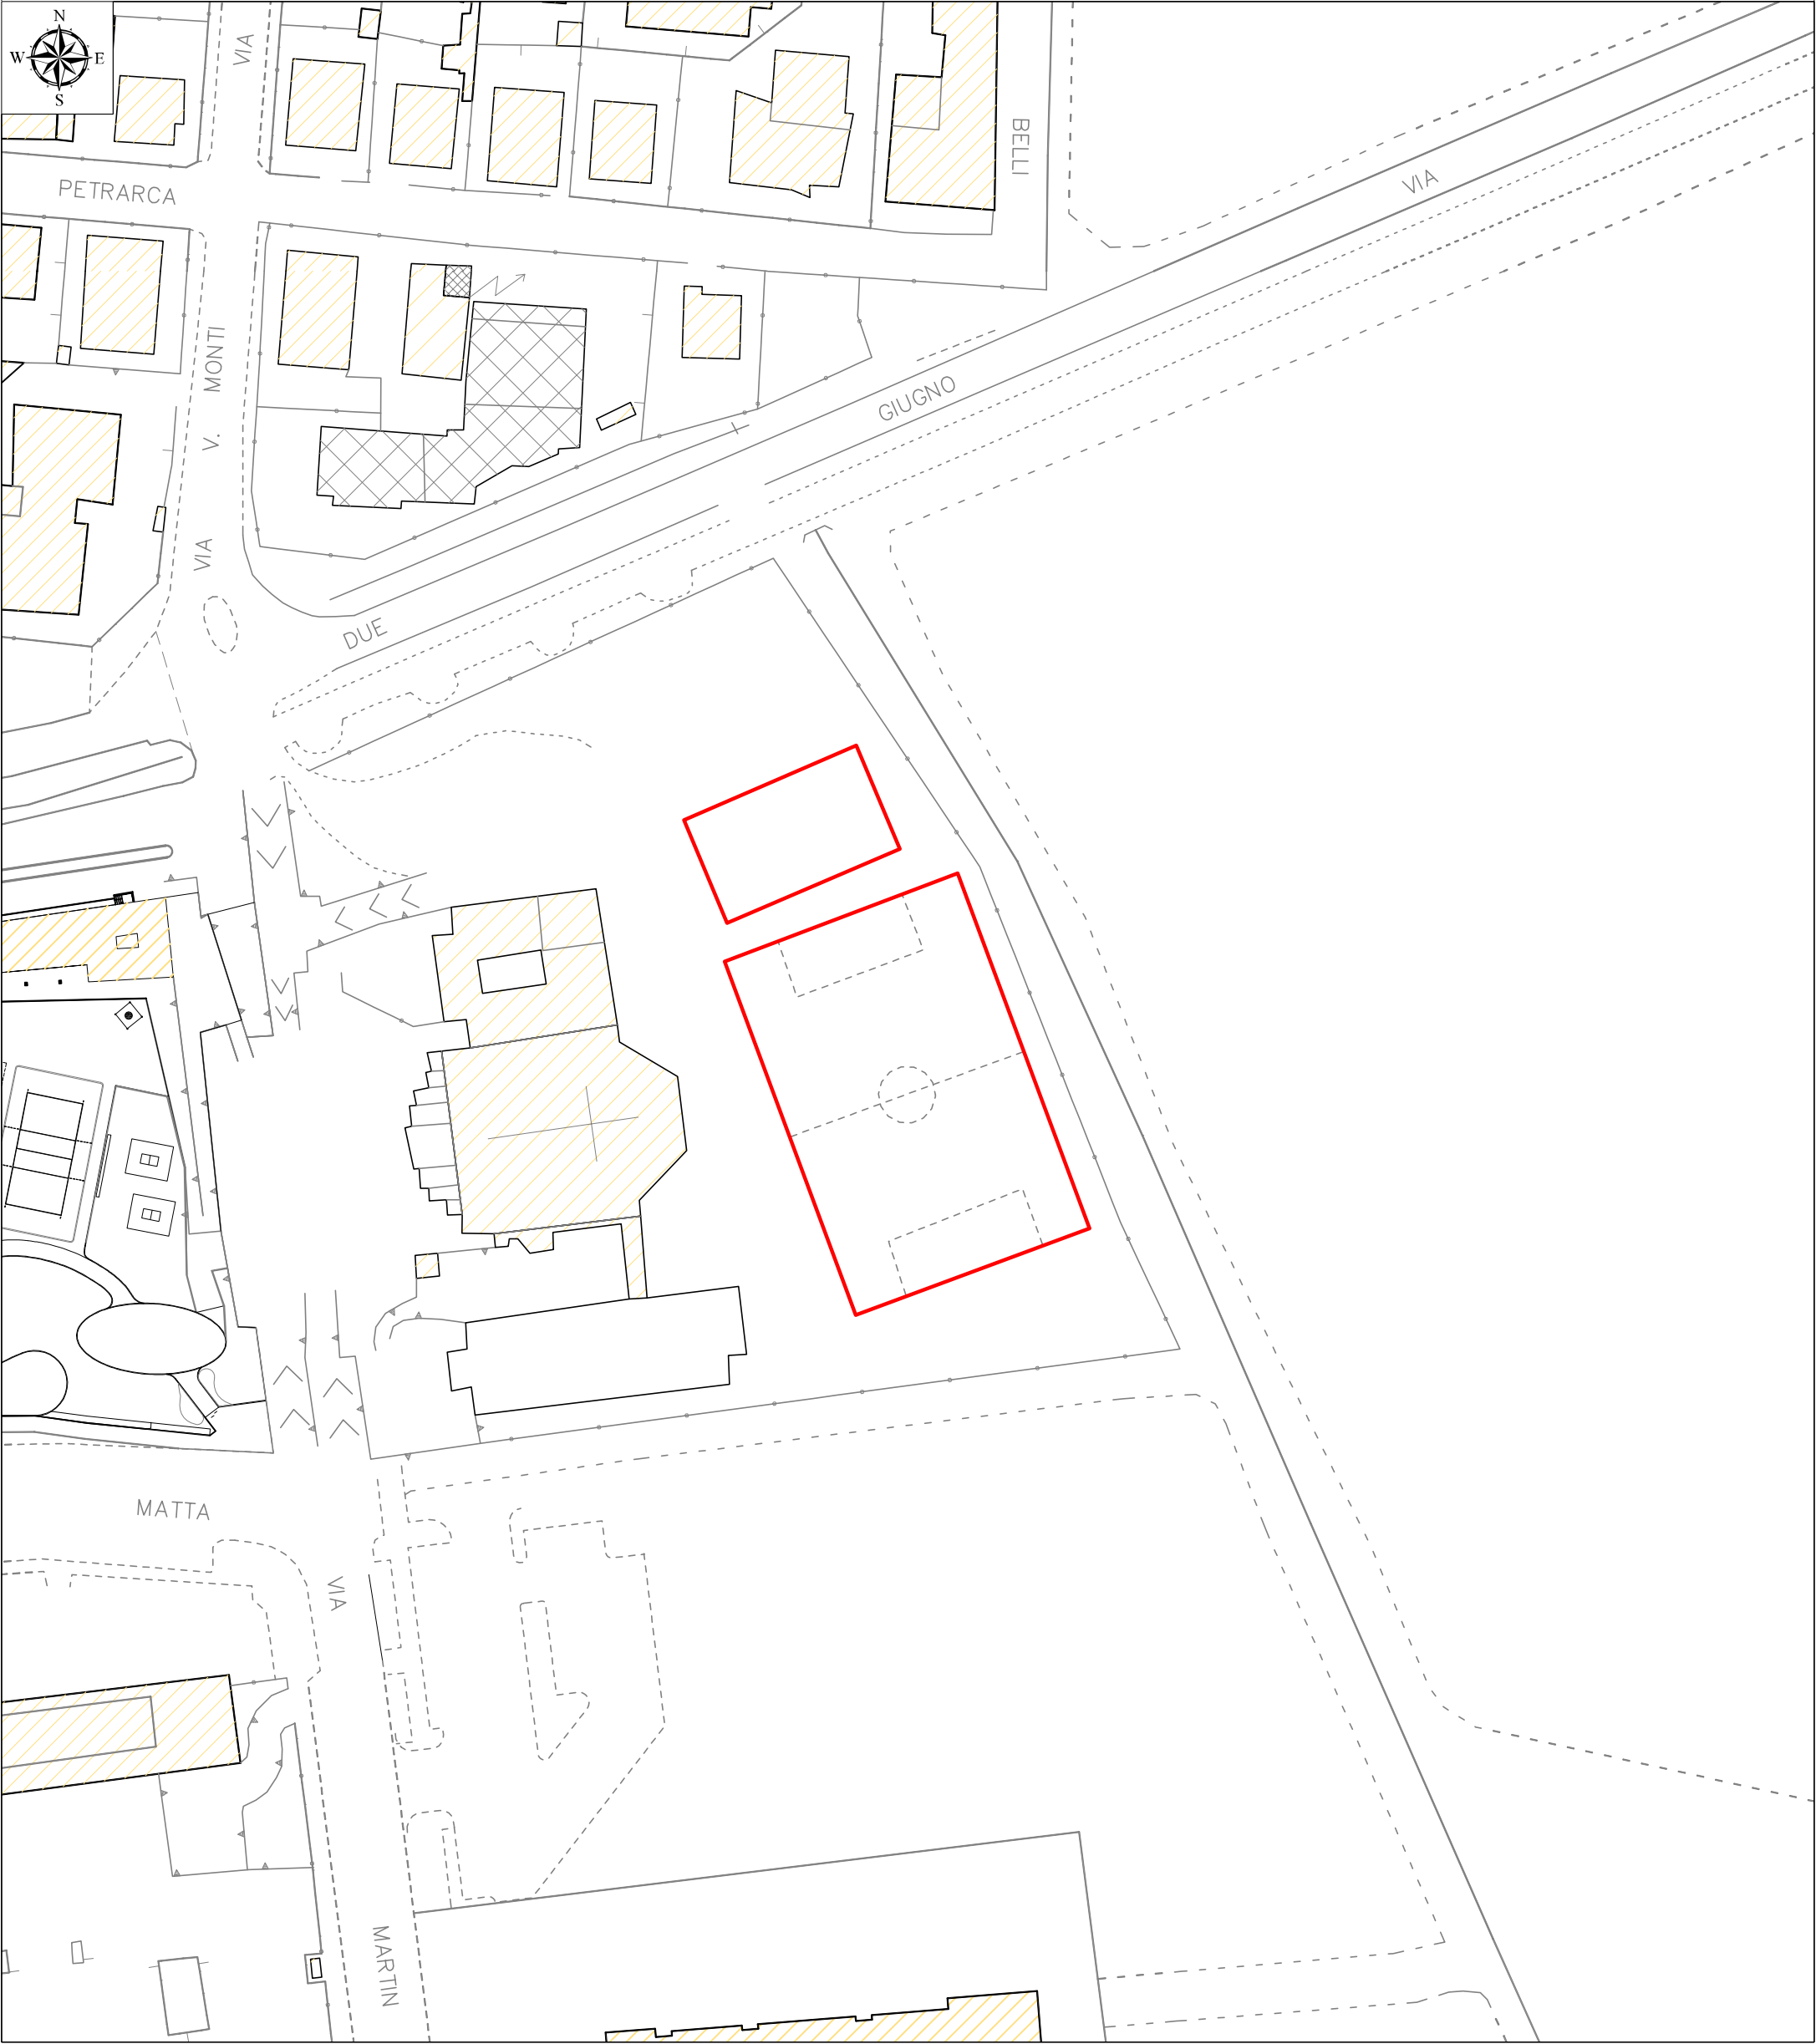 N
W E
S
VIA
BELLI
PETRARCA
VIA
V. MONTI
GIUGNO
VIA
DUE
MATTA
VIA
MARTIN